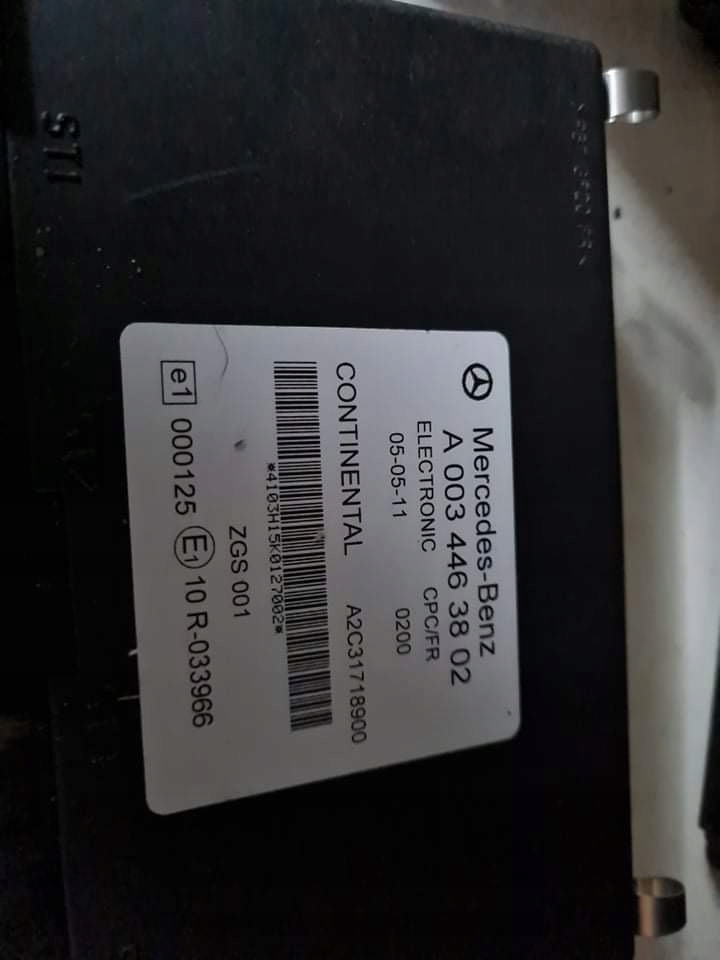 Mercedes-Benz
A 003 446 38 02
ELECTRONIC CPC/FR
05-05-11 0200
CONTINENTAL A2C31718900
*4103H15K0127002*
ZGS 001
e1 000125 E1 10 R-033966
ST1